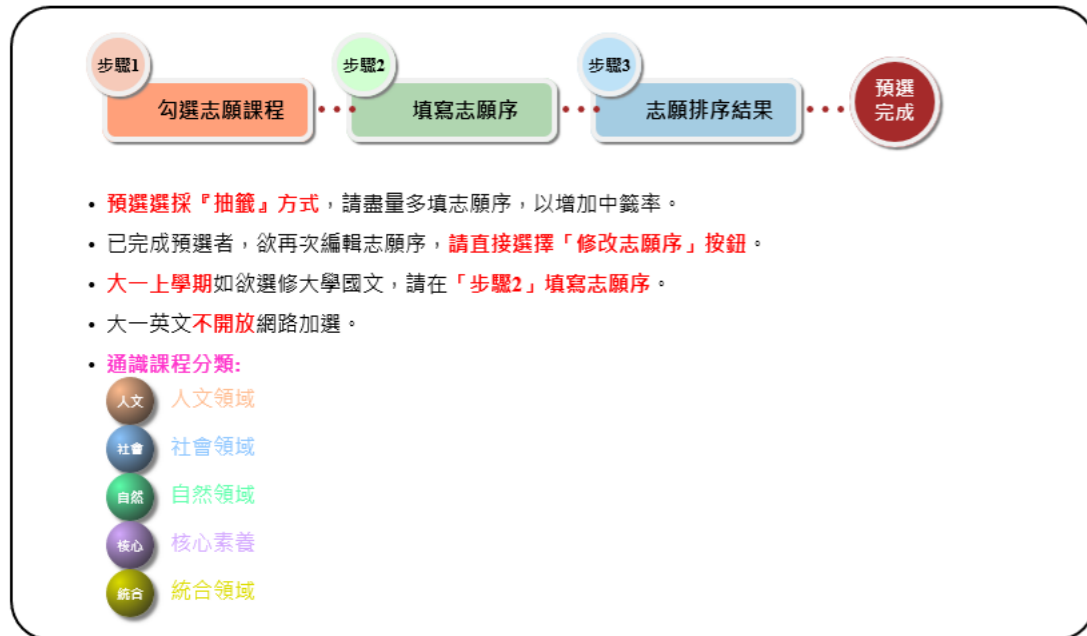 步驟1
步驟2
步驟3
勾選志願課程
填寫志願序
志願排序結果
預選
完成
• 預選選採『抽籤』方式，請盡量多填志願序，以增加中籤率。
• 已完成預選者，欲再次編輯志願序，請直接選擇「修改志願序」按鈕。
• 大一上學期如欲選修大學國文，請在「步驟2」填寫志願序。
• 大一英文不開放網路加選。
• 通識課程分類:
人文 人文領域
社會 社會領域
自然 自然領域
核心 核心素養
統合 統合領域